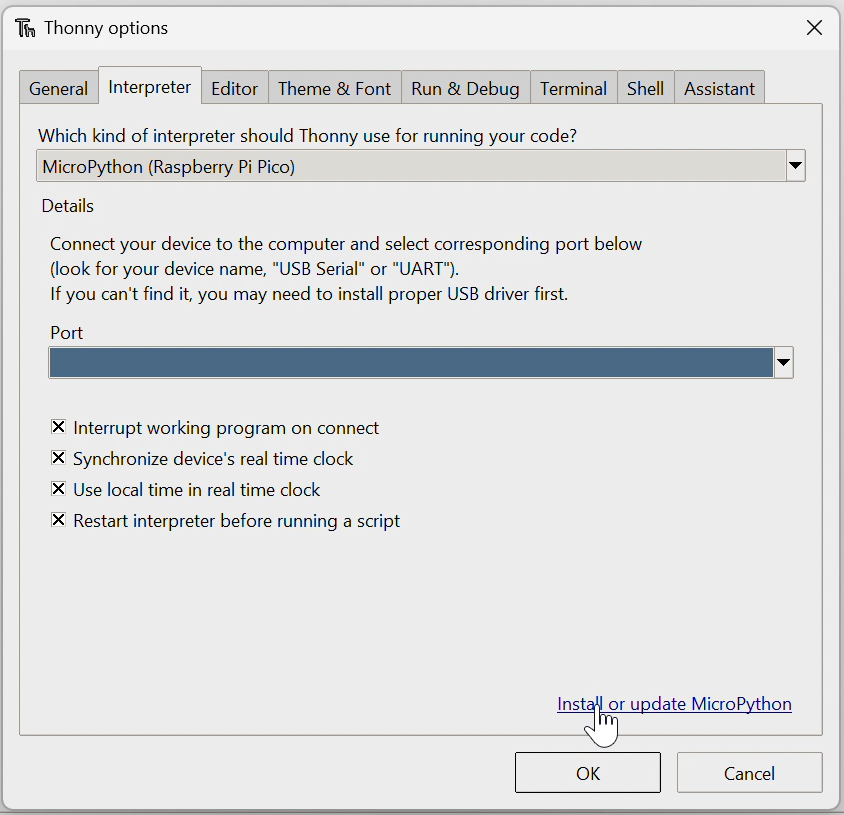 Thonny options
General Interpreter Editor Theme & Font Run & Debug Terminal Shell Assistant
Which kind of interpreter should Thonny use for running your code?
MicroPython (Raspberry Pi Pico)
Details
Connect your device to the computer and select corresponding port below
(look for your device name, "USB Serial" or "UART").
If you can't find it, you may need to install proper USB driver first.
Port
Interrupt working program on connect
Synchronize device's real time clock
Use local time in real time clock
Restart interpreter before running a script
Install or update MicroPython
OK Cancel